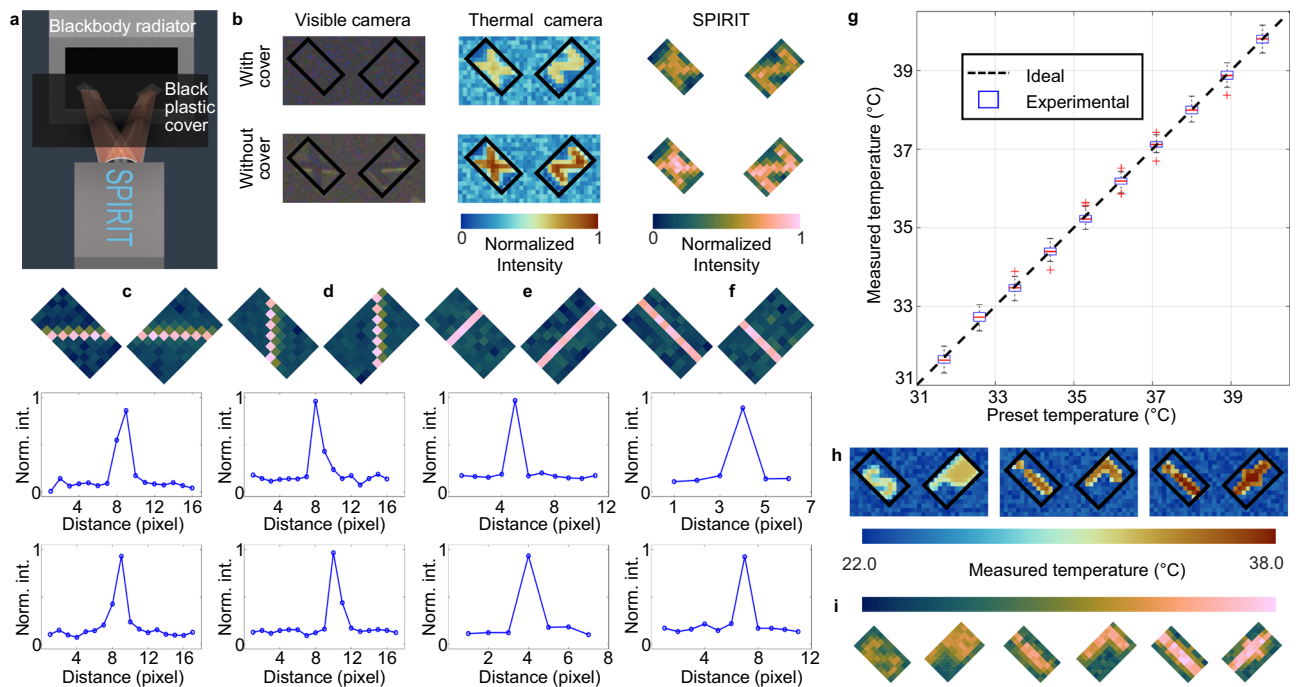 a
Blackbody radiator
Black
plastic
cover
SPIRIT
b
Visible camera
Thermal camera
SPIRIT
With
cover
Without
cover
0
1
Normalized
Intensity
0
1
Normalized
Intensity
c
d
e
f
Norm. int.
1
0
4
8
12
16
Distance (pixel)
Norm. int.
1
0
4
8
12
16
Distance (pixel)
Norm. int.
1
0
4
8
12
Distance (pixel)
Norm. int.
1
0
1
3
5
7
Distance (pixel)
Norm. int.
1
0
4
8
12
16
Distance (pixel)
Norm. int.
1
0
4
8
12
16
Distance (pixel)
Norm. int.
1
0
0
2
4
6
8
Distance (pixel)
Norm. int.
1
0
4
8
12
Distance (pixel)
g
Measured temperature (°C)
39
37
35
33
31
31
33
35
37
39
Preset temperature (°C)
Ideal
Experimental
h
22.0
38.0
Measured temperature (°C)
i